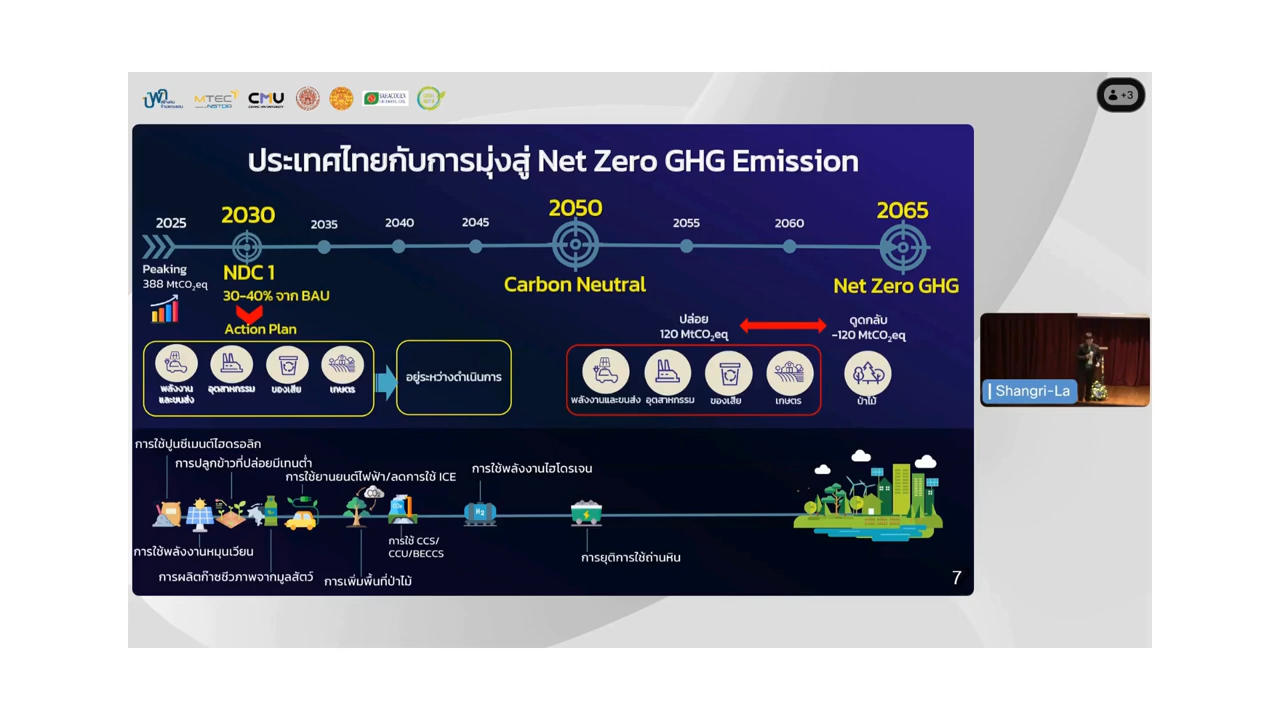 MTEC
NSTDA
CMU
+3
ประเทศไทยกับการมุ่งสู่ Net Zero GHG Emission
2025
2030
2035
2040
2045
2050
2055
2060
2065
Peaking
388 MtCO₂eq
NDC 1
30-40% จาก BAU
Action Plan
Carbon Neutral
Net Zero GHG
ปล่อย
120 MtCO₂eq
ดูดกลับ
-120 MtCO₂eq
พลังงาน
และขนส่ง
อุตสาหกรรม
ของเสีย
เกษตร
อยู่ระหว่างดำเนินการ
พลังงานและขนส่ง
อุตสาหกรรม
ของเสีย
เกษตร
ป่าไม้
Shangri-La
การใช้ปูนซีเมนต์ไฮดรอลิก
การปลูกข้าวที่ปล่อยมีเทนต่ำ
การใช้ยานยนต์ไฟฟ้า/ลดการใช้ ICE
การใช้พลังงานไฮโดรเจน
H₂
การใช้ CCS/
CCU/BECCS
การใช้พลังงานหมุนเวียน
การยุติการใช้ถ่านหิน
การผลิตก๊าซชีวภาพจากมูลสัตว์
การเพิ่มพื้นที่ป่าไม้
7